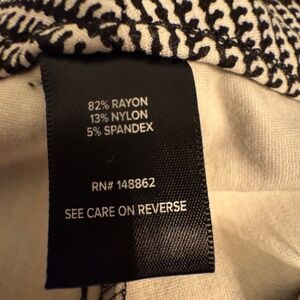 82% RAYON
13% NYLON
5% SPANDEX
RN# 148862
SEE CARE ON REVERSE